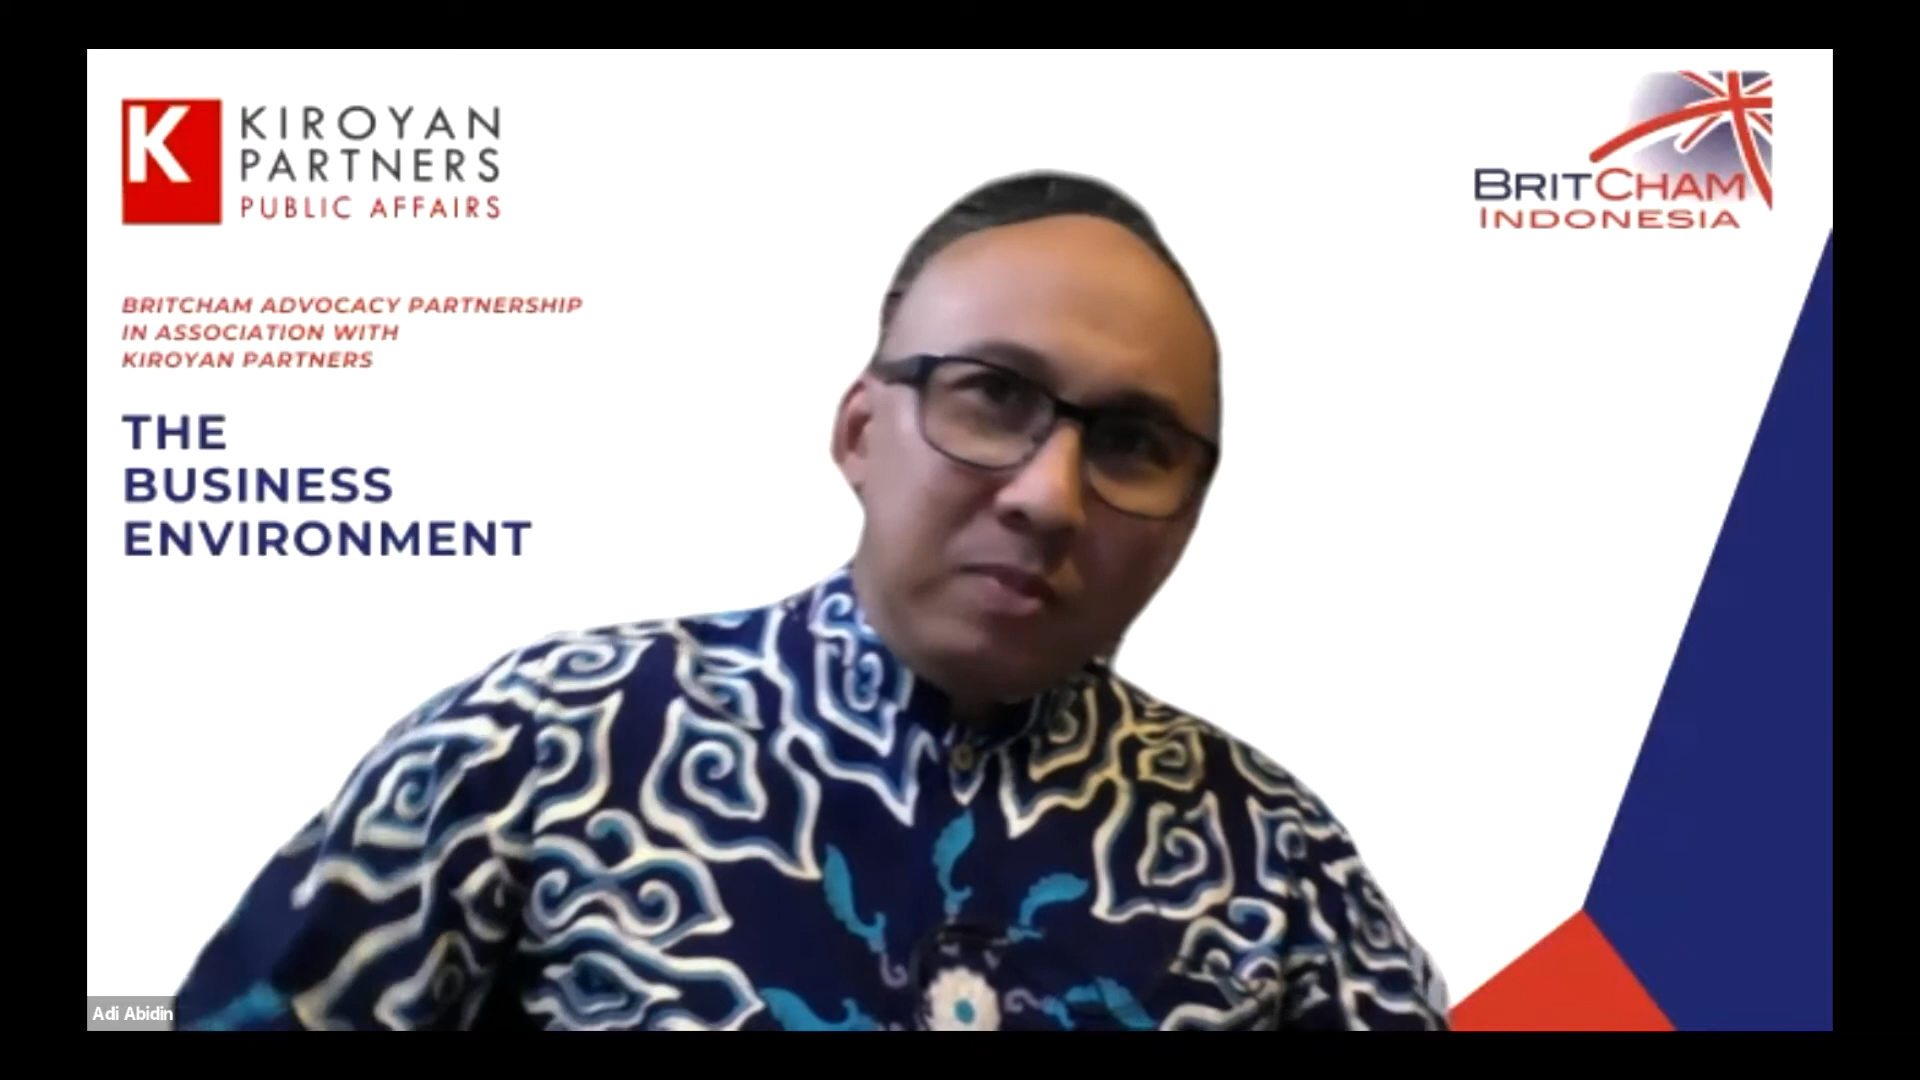 K KIROYAN
PARTNERS
PUBLIC AFFAIRS
BRITCHAM
INDONESIA
BRITCHAM ADVOCACY PARTNERSHIP
IN ASSOCIATION WITH
KIROYAN PARTNERS
THE
BUSINESS
ENVIRONMENT
Adi Abidin